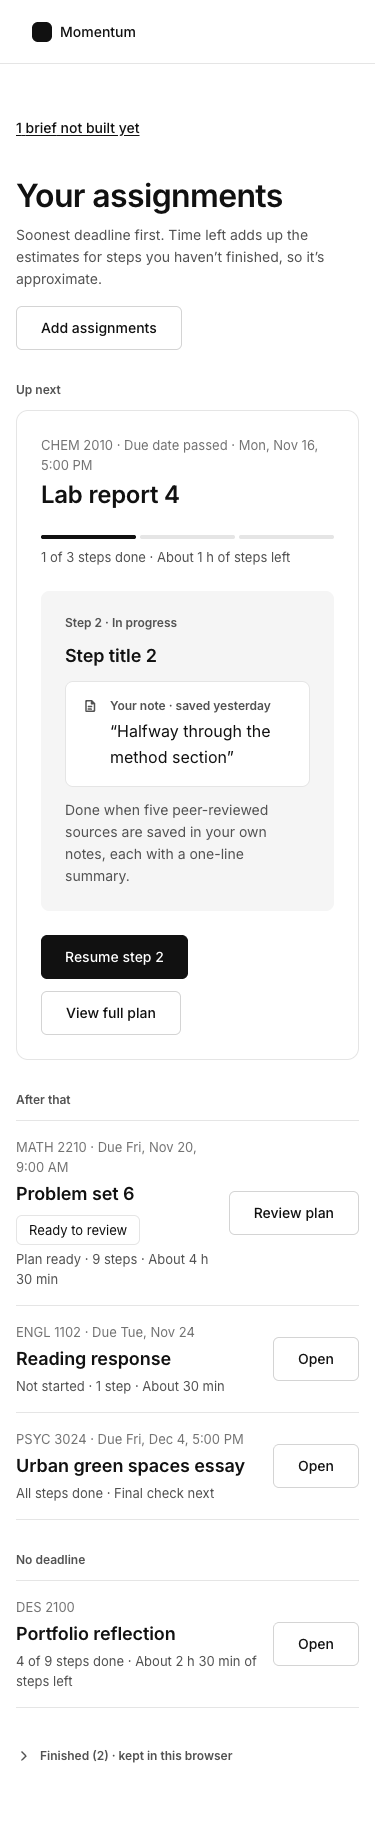 Momentum
1 brief not built yet
Your assignments
Soonest deadline first. Time left adds up the
estimates for steps you haven’t finished, so it’s
approximate.
Add assignments
Up next
CHEM 2010 · Due date passed · Mon, Nov 16,
5:00 PM
Lab report 4
1 of 3 steps done · About 1 h of steps left
Step 2 · In progress
Step title 2
Your note · saved yesterday
“Halfway through the
method section”
Done when five peer-reviewed
sources are saved in your own
notes, each with a one-line
summary.
Resume step 2
View full plan
After that
MATH 2210 · Due Fri, Nov 20,
9:00 AM
Problem set 6
Ready to review
Plan ready · 9 steps · About 4 h
30 min
Review plan
ENGL 1102 · Due Tue, Nov 24
Reading response
Not started · 1 step · About 30 min
Open
PSYC 3024 · Due Fri, Dec 4, 5:00 PM
Urban green spaces essay
All steps done · Final check next
Open
No deadline
DES 2100
Portfolio reflection
4 of 9 steps done · About 2 h 30 min of
steps left
Open
Finished (2) · kept in this browser